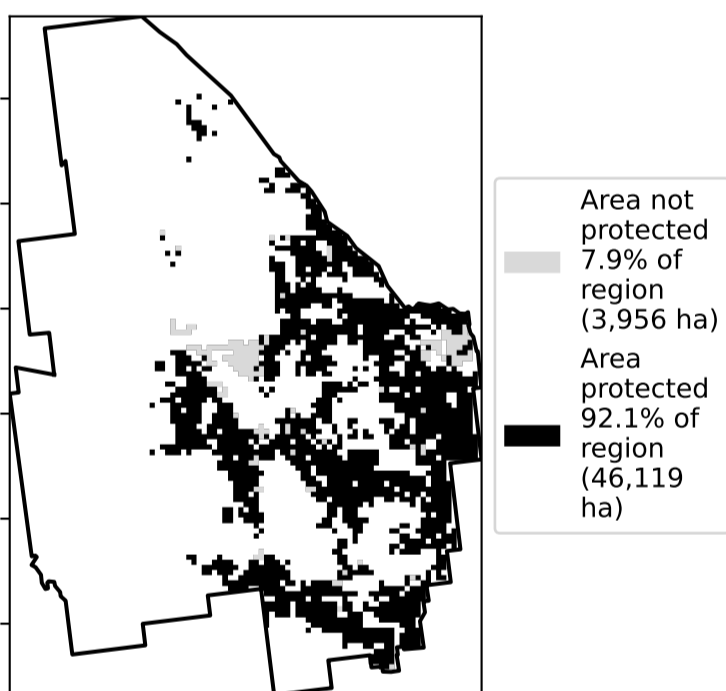 Area not
protected
7.9% of
region
(3,956 ha)
Area
protected
92.1% of
region
(46,119
ha)